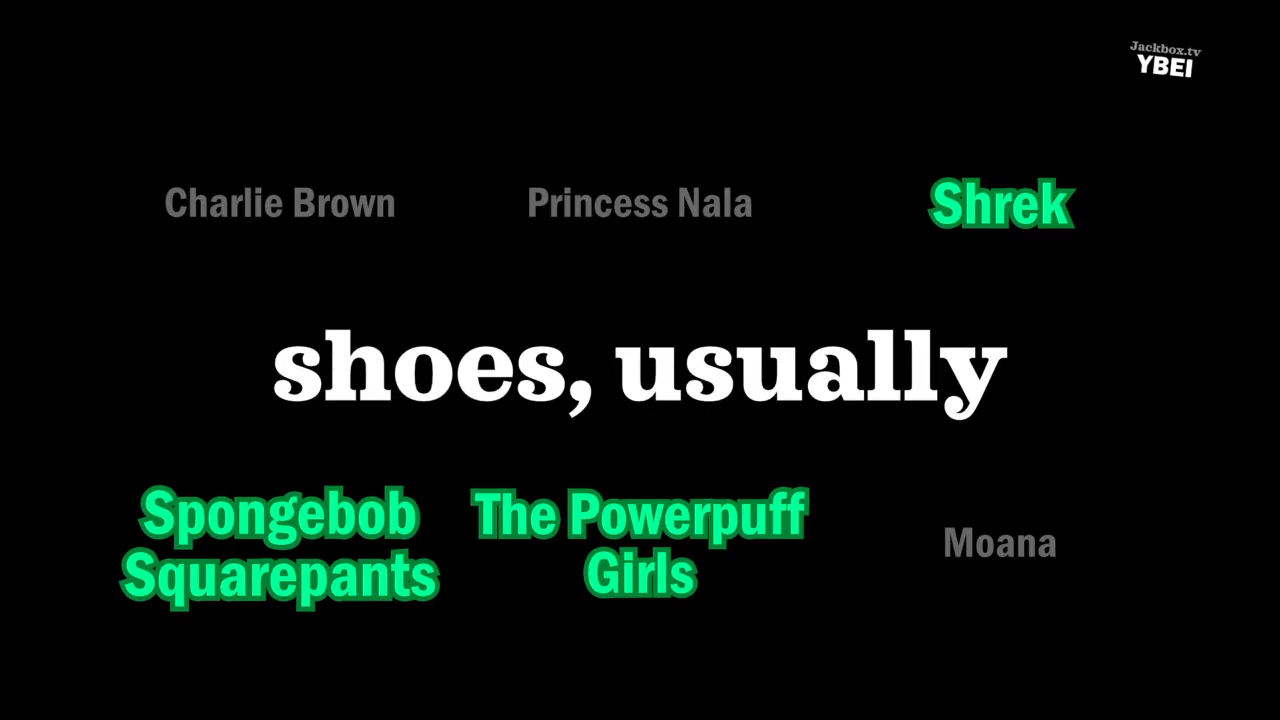 Jackbox.tv
YBEI
Charlie Brown
Princess Nala
Shrek
shoes, usually
Spongebob
Squarepants
The Powerpuff
Girls
Moana